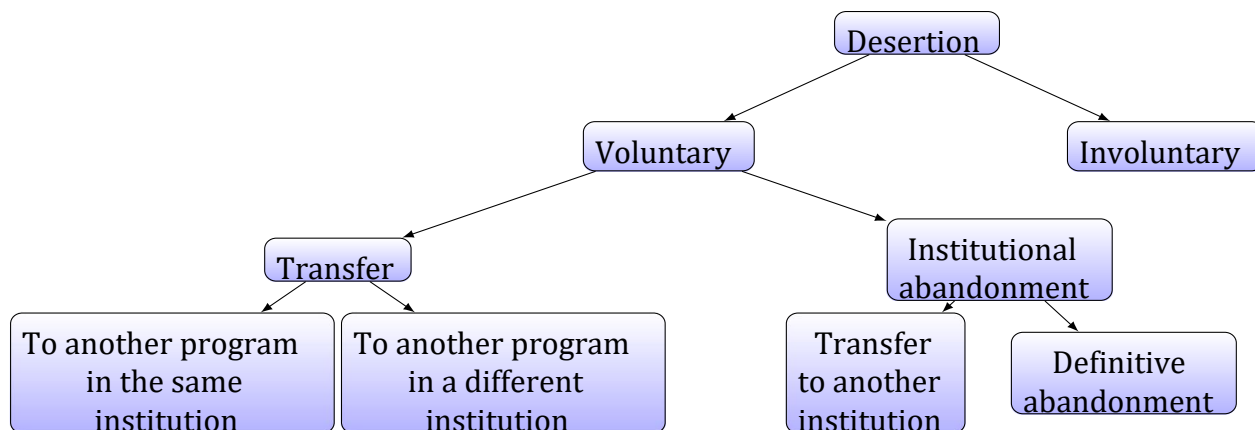 Desertion
Voluntary
Involuntary
Transfer
Institutional
abandonment
To another program
in the same
institution
To another program
in a different
institution
Transfer
to another
institution
Definitive
abandonment